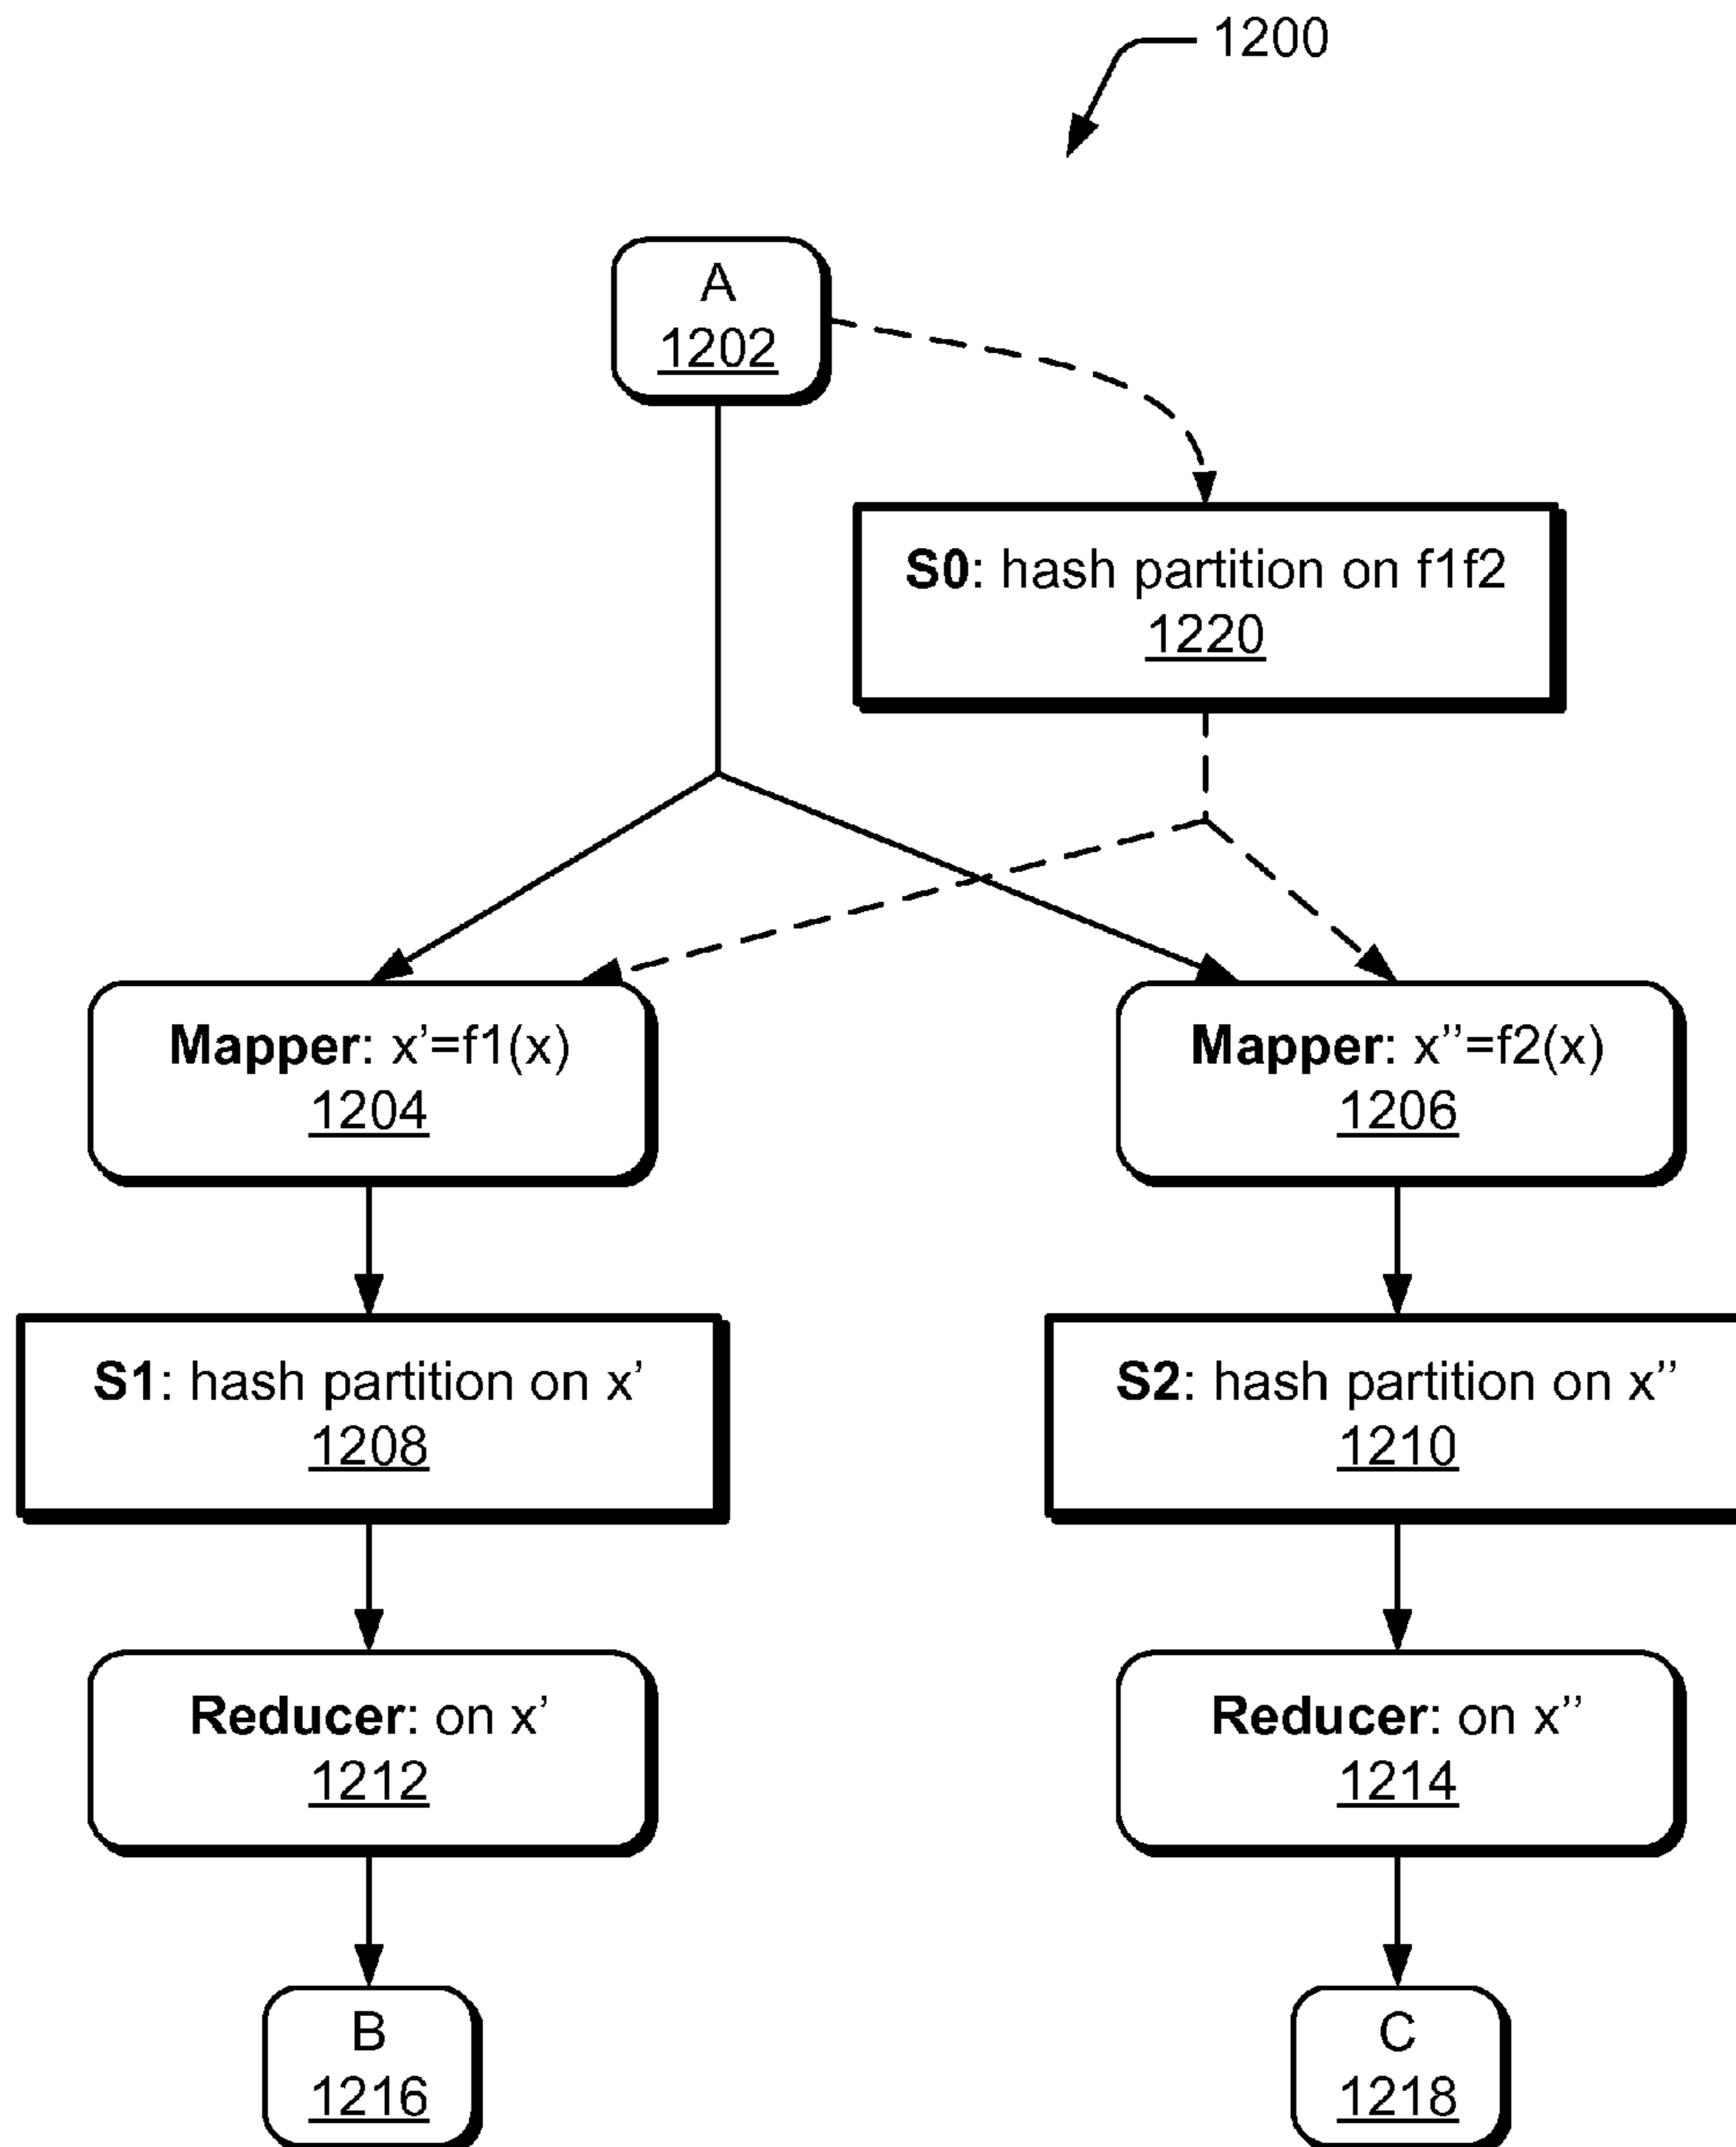 1200
A
1202
S0: hash partition on f1f2
1220
Mapper: x’=f1(x)
1204
Mapper: x’’=f2(x)
1206
S1: hash partition on x’
1208
S2: hash partition on x’’
1210
Reducer: on x’
1212
Reducer: on x’’
1214
B
1216
C
1218